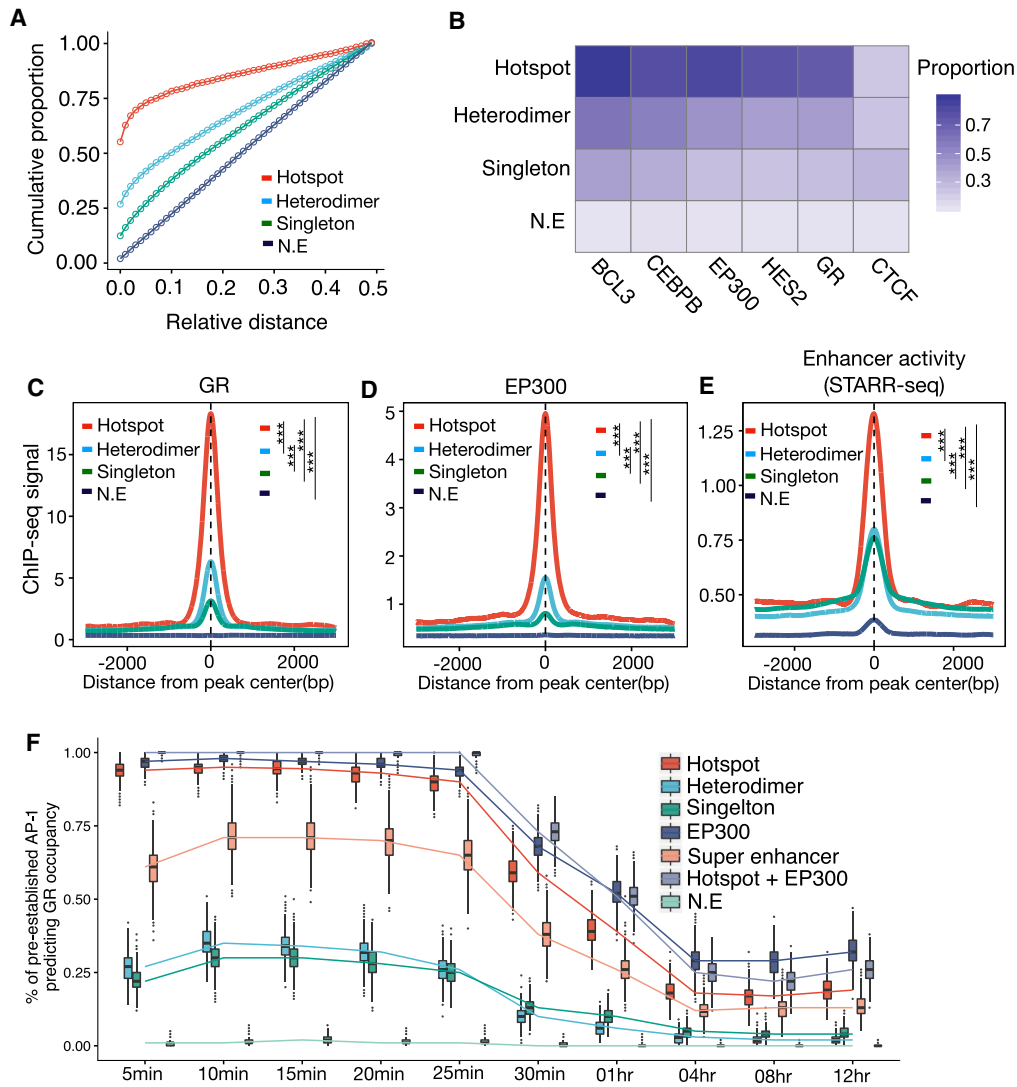 A
Cumulative proportion
1.00
0.75
0.50
0.25
0.00
Hotspot
Heterodimer
Singleton
N.E
0.0 0.1 0.2 0.3 0.4 0.5
Relative distance
B
Hotspot
Heterodimer
Singleton
N.E
BCL3 CEBPB EP300 HES2 GR CTCF
Proportion
0.7
0.5
0.3
C
GR
ChIP-seq signal
15
10
5
0
Hotspot
Heterodimer
Singleton
N.E
*** *** *** ***
-2000 0 2000
Distance from peak center(bp)
D
EP300
5
4
3
2
1
Hotspot
Heterodimer
Singleton
N.E
*** *** *** ***
-2000 0 2000
Distance from peak center(bp)
E
Enhancer activity
(STARR-seq)
1.25
1.00
0.75
0.50
Hotspot
Heterodimer
Singleton
N.E
*** *** *** ***
-2000 0 2000
Distance from peak center(bp)
F
% of pre-established AP-1
predicting GR occupancy
1.00
0.75
0.50
0.25
0.00
Hotspot
Heterodimer
Singelton
EP300
Super enhancer
Hotspot + EP300
N.E
5min 10min 15min 20min 25min 30min 01hr 04hr 08hr 12hr